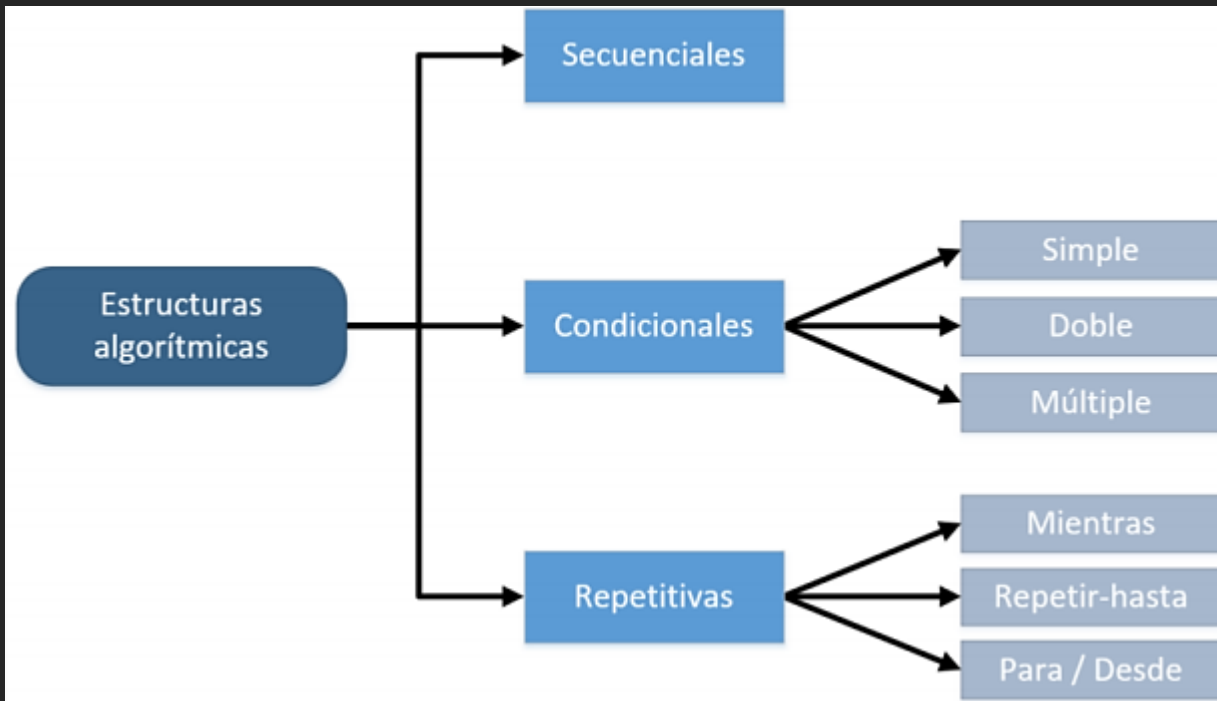 Secuenciales
Estructuras
algorítmicas
Condicionales
Simple
Doble
Múltiple
Repetitivas
Mientras
Repetir-hasta
Para / Desde